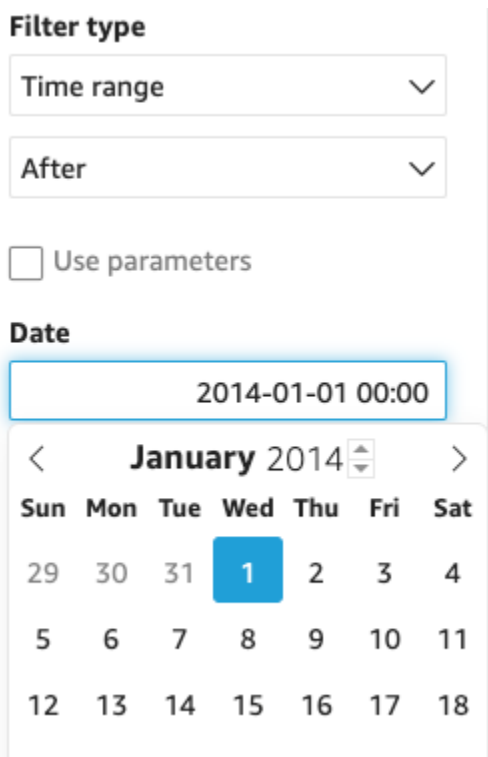 Filter type
Time range
After
Use parameters
Date
2014-01-01 00:00
January 2014
Sun Mon Tue Wed Thu Fri Sat
29 30 31 1 2 3 4
5 6 7 8 9 10 11
12 13 14 15 16 17 18